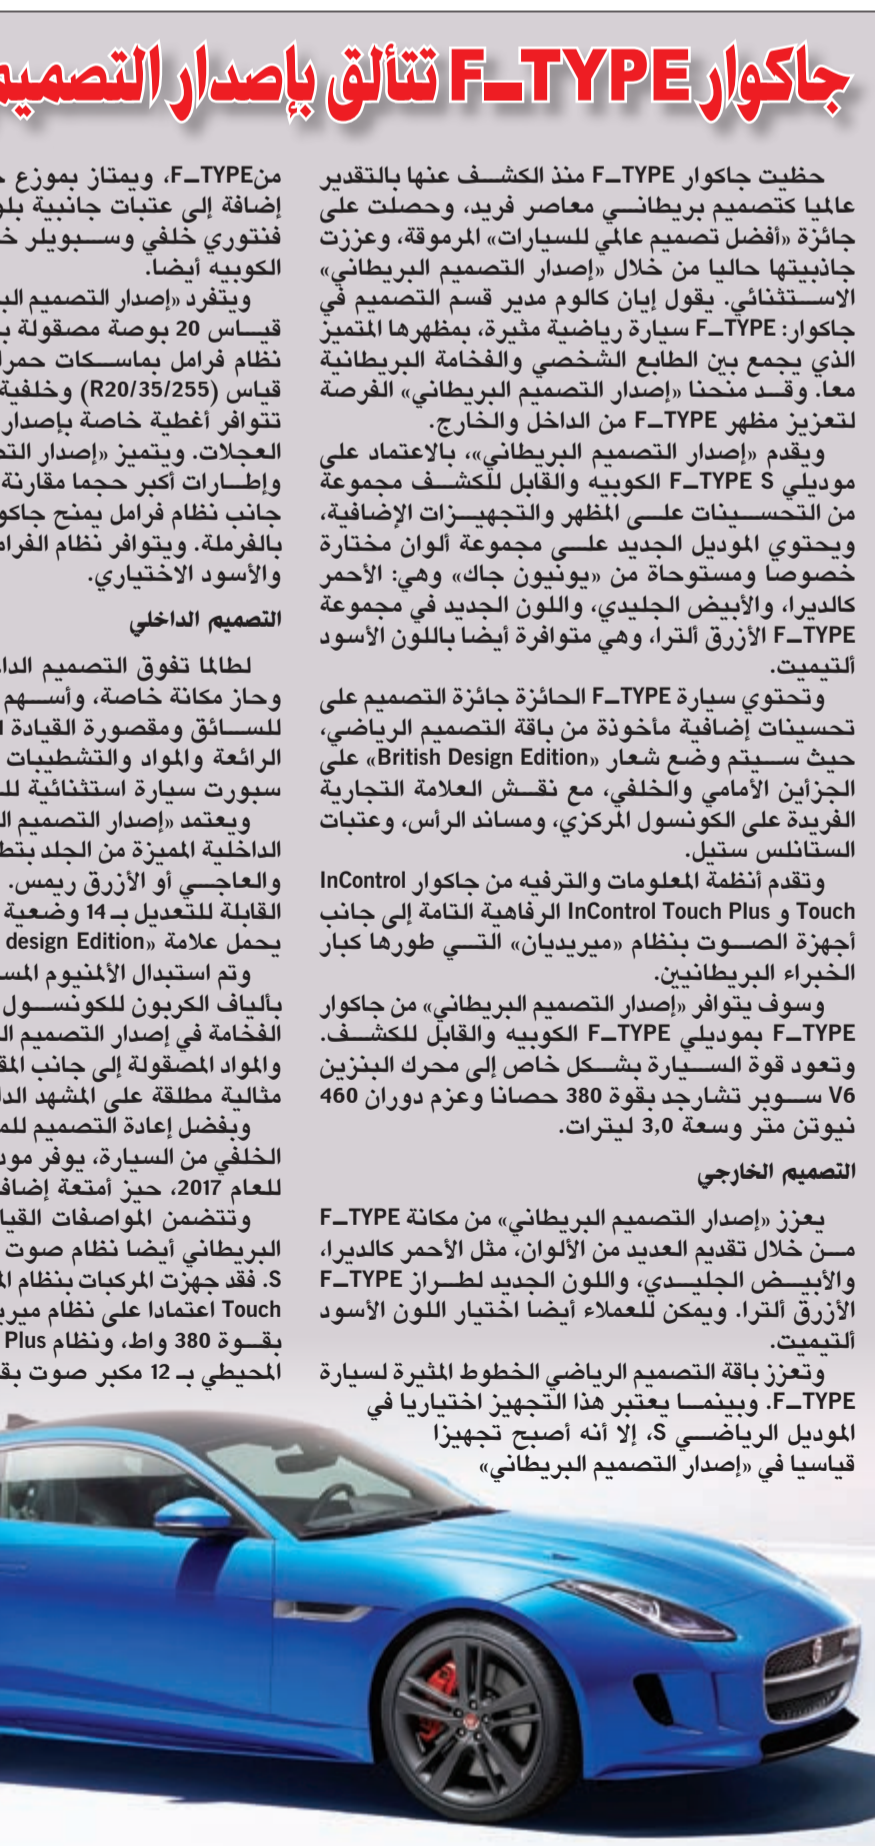 جاكوار F_TYPE تتألق بإصدار التصميم
حظيت جاكوار F_TYPE منذ الكشف عنها بالتقدير
عالميا كتصميم بريطاني معاصر فريد، وحصلت على
جائزة «أفضل تصميم عالمي للسيارات» المرموقة، وعززت
جاذبيتها حاليا من خلال «إصدار التصميم البريطاني»
الاستثنائي. يقول إيان كالوم مدير قسم التصميم في
جاكوار: F_TYPE سيارة رياضية مثيرة، بمظهرها المتميز
الذي يجمع بين الطابع الشخصي والفخامة البريطانية
معا. وقد منحنا «إصدار التصميم البريطاني» الفرصة
لتعزيز مظهر F_TYPE من الداخل والخارج.
ويقدم «إصدار التصميم البريطاني»، بالاعتماد على
موديلي F_TYPE S الكوبيه والقابل للكشف مجموعة
من التحسينات على المظهر والتجهيزات الإضافية،
ويحتوي الموديل الجديد على مجموعة ألوان مختارة
خصوصا ومستوحاة من «يونيون جاك» وهي: الأحمر
كالديرا، والأبيض الجليدي، واللون الجديد في مجموعة
F_TYPE الأزرق ألترا، وهي متوافرة أيضا باللون الأسود
ألتيميت.
وتحتوي سيارة F_TYPE الحائزة جائزة التصميم على
تحسينات إضافية مأخوذة من باقة التصميم الرياضي،
حيث سيتم وضع شعار «British Design Edition» على
الجزأين الأمامي والخلفي، مع نقش العلامة التجارية
الفريدة على الكونسول المركزي، ومساند الرأس، وعتبات
الستانلس ستيل.
وتقدم أنظمة المعلومات والترفيه من جاكوار InControl
Touch و InControl Touch Plus الرفاهية التامة إلى جانب
أجهزة الصوت بنظام «ميريديان» التي طورها كبار
الخبراء البريطانيين.
وسوف يتوافر «إصدار التصميم البريطاني» من جاكوار
F_TYPE بموديلي F_TYPE الكوبيه والقابل للكشف.
وتعود قوة السيارة بشكل خاص إلى محرك البنزين
V6 سوبر تشارجد بقوة 380 حصانا وعزم دوران 460
نيوتن متر وسعة 3,0 ليترات.
التصميم الخارجي
يعزز «إصدار التصميم البريطاني» من مكانة F_TYPE
من خلال تقديم العديد من الألوان، مثل الأحمر كالديرا،
والأبيض الجليدي، واللون الجديد لطراز F_TYPE
الأزرق ألترا. ويمكن للعملاء أيضا اختيار اللون الأسود
ألتيميت.
وتعزز باقة التصميم الرياضي الخطوط المثيرة لسيارة
F_TYPE. وبينما يعتبر هذا التجهيز اختياريا في
الموديل الرياضي S، إلا أنه أصبح تجهيزا
قياسيا في «إصدار التصميم البريطاني»
من F_TYPE، ويمتاز بموزع
إضافة إلى عتبات جانبية
فنتوري خلفي وسبويلر
الكوبيه أيضا.
ويتفرد «إصدار التصميم
قياس 20 بوصة مصقولة
نظام فرامل بماسكات
قياس (R20/35/255) وخلفية
تتوافر أغطية خاصة بإصدار
العجلات. ويتميز «إصدار
وإطارات أكبر حجما مقارنة
جانب نظام فرامل يمنح
بالفرملة. ويتوافر نظام
والأسود الاختياري.
التصميم الداخلي
لطالما تفوق التصميم
وحاز مكانة خاصة، وأسهم
للسائق ومقصورة القيادة
الرائعة والمواد والتشطيبات
سبورت سيارة استثنائية
ويعتمد «إصدار التصميم
الداخلية المميزة من الجلد
والعاجي أو الأزرق ريمس.
القابلة للتعديل بـ 14 وضعية
يحمل علامة «design Edition
وتم استبدال الألمنيوم
بألياف الكربون للكونسول
الفخامة في إصدار التصميم
والمواد المصقولة إلى جانب
مثالية مطلقة على المشهد
وبفضل إعادة التصميم
الخلفي من السيارة، يوفر
للعام 2017، حيز أمتعة
وتتضمن المواصفات
البريطاني أيضا نظام صوت
S. فقد جهزت المركبات بنظام
Touch اعتمادا على نظام
بقوة 380 واط، ونظام Plus
المحيطي بـ 12 مكبر صوت